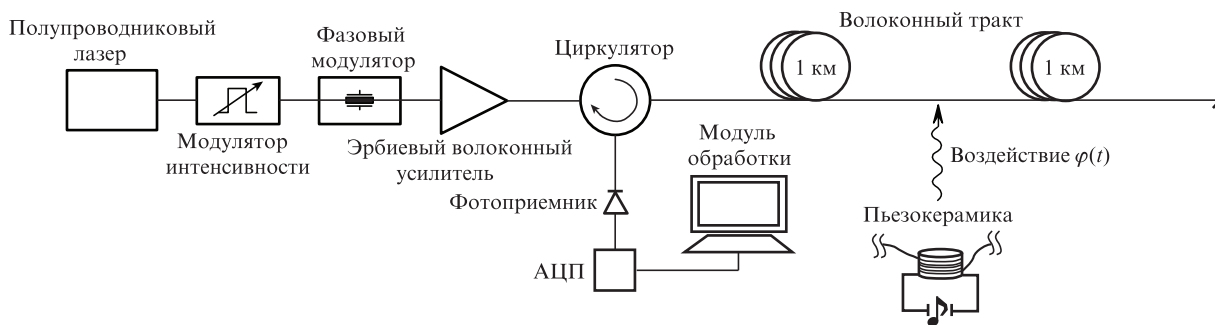 Полупроводниковый
лазер
Модулятор
интенсивности
Фазовый
модулятор
Эрбиевый волоконный
усилитель
Циркулятор
Фотоприемник
АЦП
Модуль
обработки
Волоконный тракт
1 км
1 км
Воздействие φ(t)
Пьезокерамика